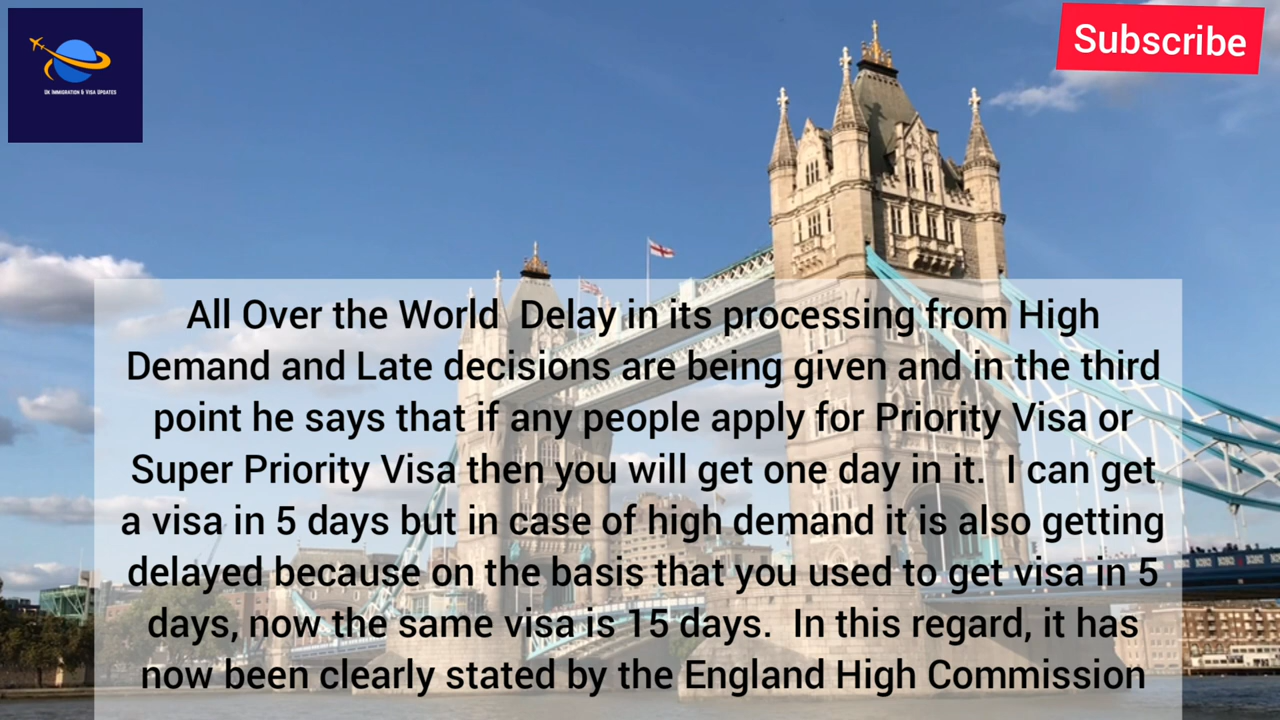 UK Immigration & Visa Updates
Subscribe
All Over the World Delay in its processing from High
Demand and Late decisions are being given and in the third
point he says that if any people apply for Priority Visa or
Super Priority Visa then you will get one day in it. I can get
a visa in 5 days but in case of high demand it is also getting
delayed because on the basis that you used to get visa in 5
days, now the same visa is 15 days. In this regard, it has
now been clearly stated by the England High Commission